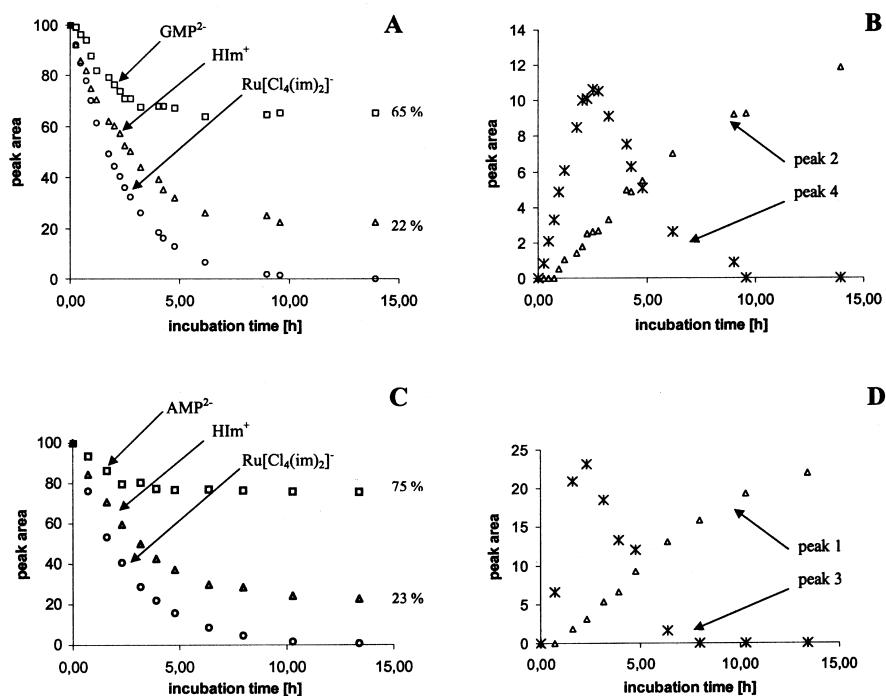 A
peak area
100
80
60
40
20
0
GMP²⁻
HIm⁺
Ru[Cl₄(im)₂]⁻
65 %
22 %
0,00
5,00
10,00
15,00
incubation time [h]
B
peak area
14
12
10
8
6
4
2
0
peak 2
peak 4
0,00
5,00
10,00
15,00
incubation time [h]
C
peak area
100
80
60
40
20
0
AMP²⁻
HIm⁺
Ru[Cl₄(im)₂]⁻
75 %
23 %
0,00
5,00
10,00
15,00
incubation time [h]
D
peak area
25
20
15
10
5
0
peak 1
peak 3
0,00
5,00
10,00
15,00
incubation time [h]